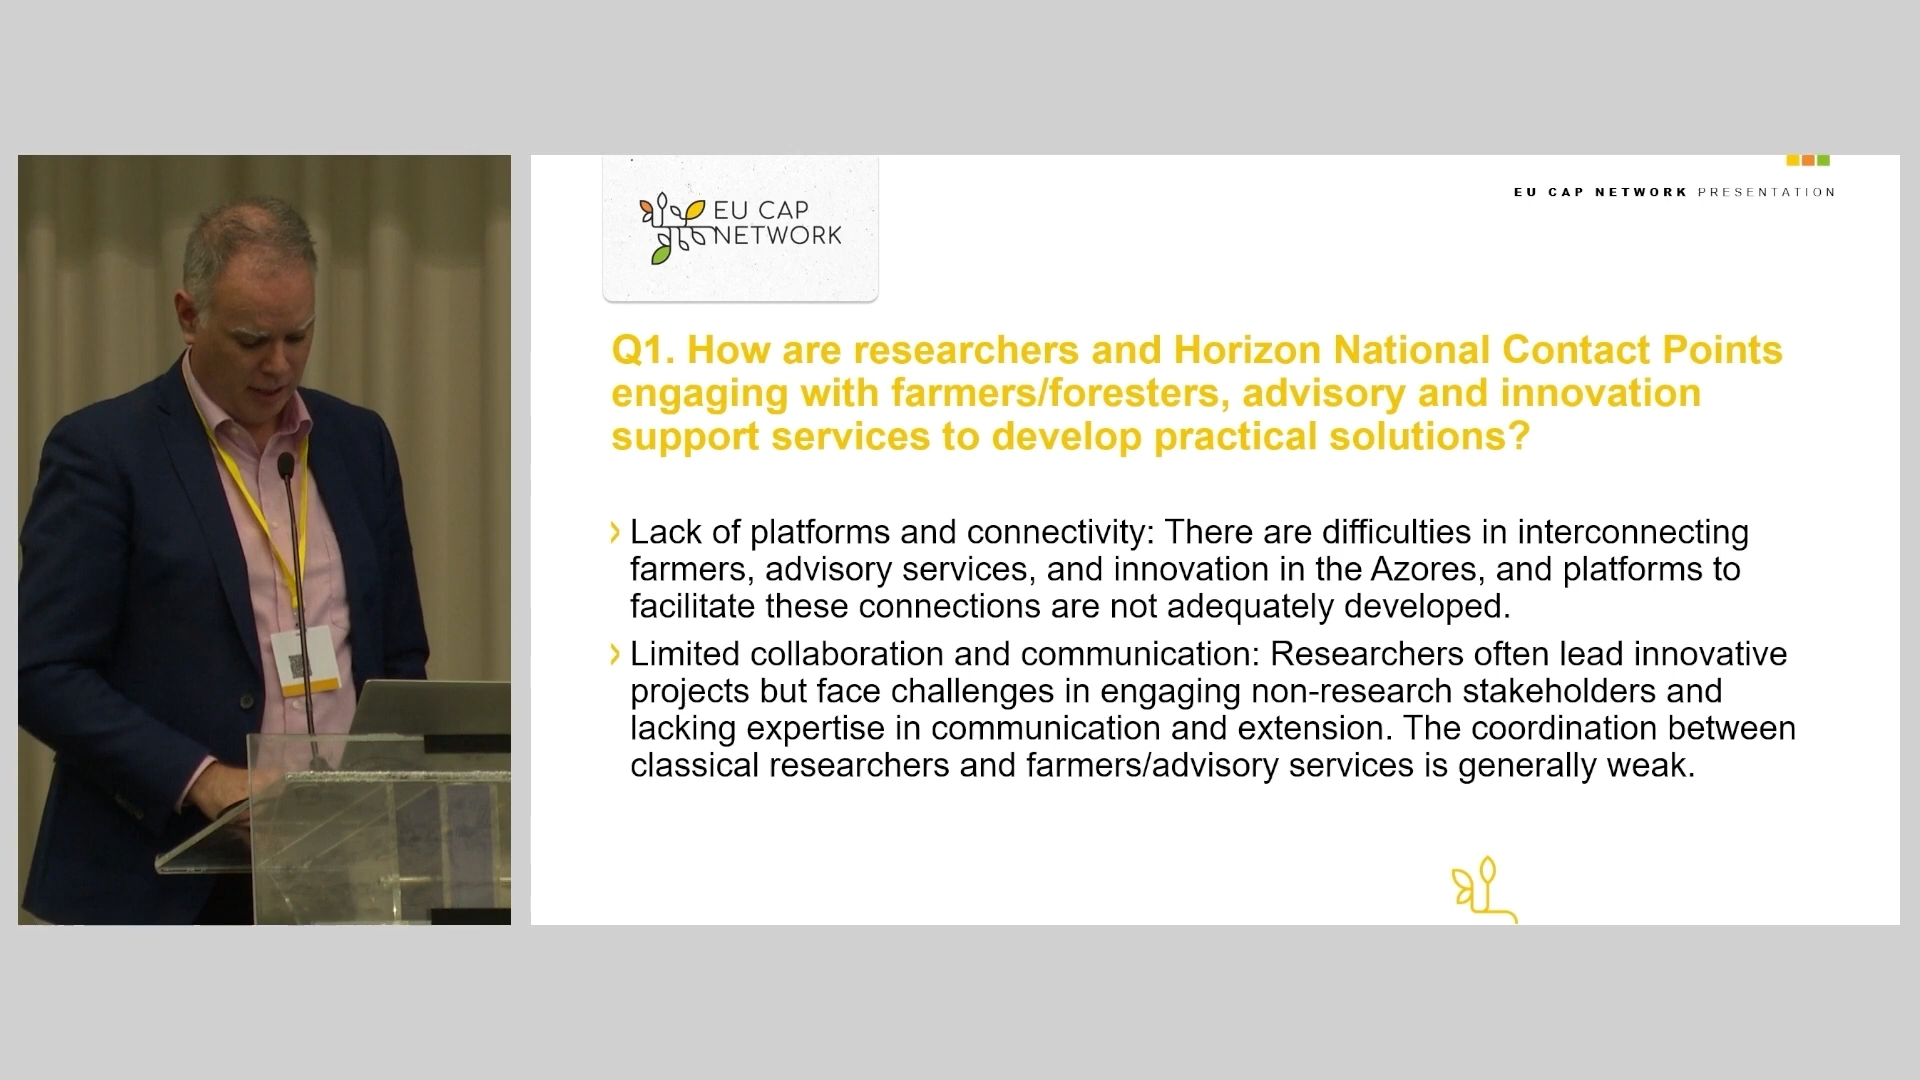 EU CAP
NETWORK
EU CAP NETWORK PRESENTATION
Q1. How are researchers and Horizon National Contact Points
engaging with farmers/foresters, advisory and innovation
support services to develop practical solutions?
› Lack of platforms and connectivity: There are difficulties in interconnecting
farmers, advisory services, and innovation in the Azores, and platforms to
facilitate these connections are not adequately developed.
› Limited collaboration and communication: Researchers often lead innovative
projects but face challenges in engaging non-research stakeholders and
lacking expertise in communication and extension. The coordination between
classical researchers and farmers/advisory services is generally weak.